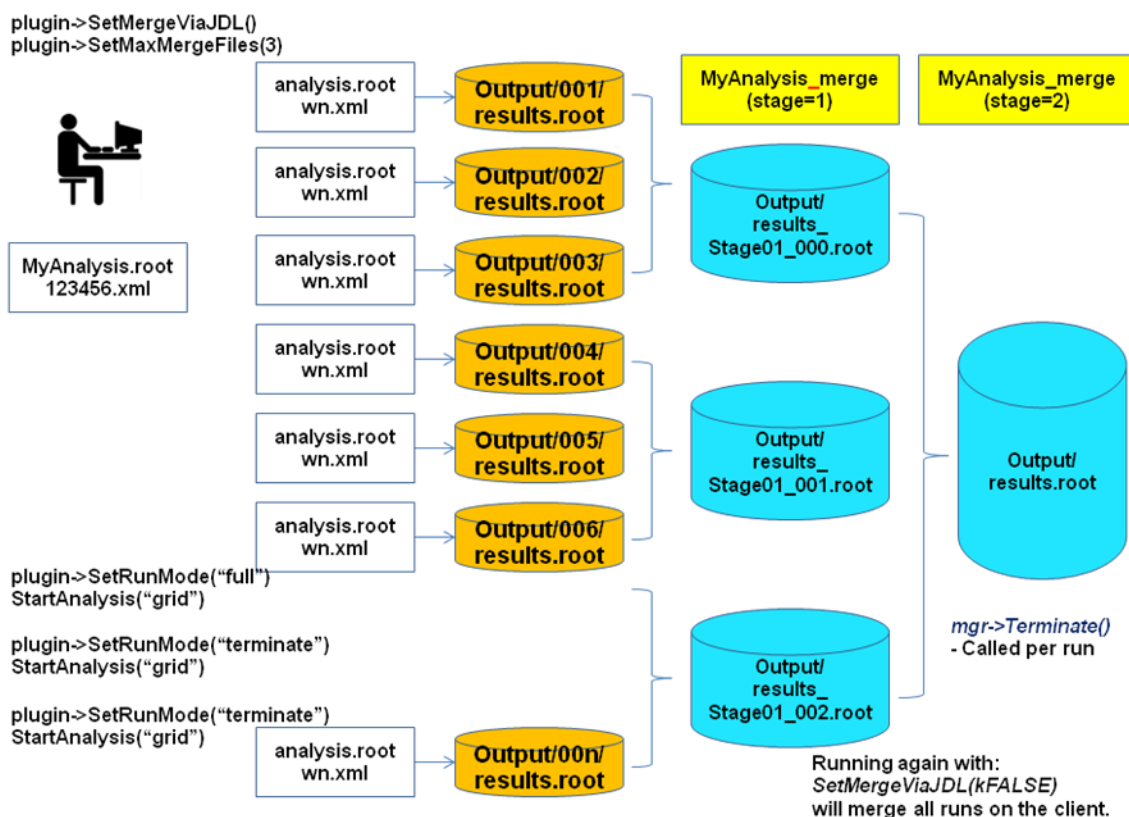 plugin->SetMergeViaJDL()
plugin->SetMaxMergeFiles(3)
MyAnalysis.root
123456.xml
analysis.root
wn.xml
Output/001/
results.root
analysis.root
wn.xml
Output/002/
results.root
analysis.root
wn.xml
Output/003/
results.root
analysis.root
wn.xml
Output/004/
results.root
analysis.root
wn.xml
Output/005/
results.root
analysis.root
wn.xml
Output/006/
results.root
plugin->SetRunMode(“full”)
StartAnalysis(“grid”)
plugin->SetRunMode(“terminate”)
StartAnalysis(“grid”)
plugin->SetRunMode(“terminate”)
StartAnalysis(“grid”)
analysis.root
wn.xml
Output/00n/
results.root
MyAnalysis_merge
(stage=1)
MyAnalysis_merge
(stage=2)
Output/
results_
Stage01_000.root
Output/
results_
Stage01_001.root
Output/
results_
Stage01_002.root
Output/
results.root
mgr->Terminate()
- Called per run
Running again with:
SetMergeViaJDL(kFALSE)
will merge all runs on the client.